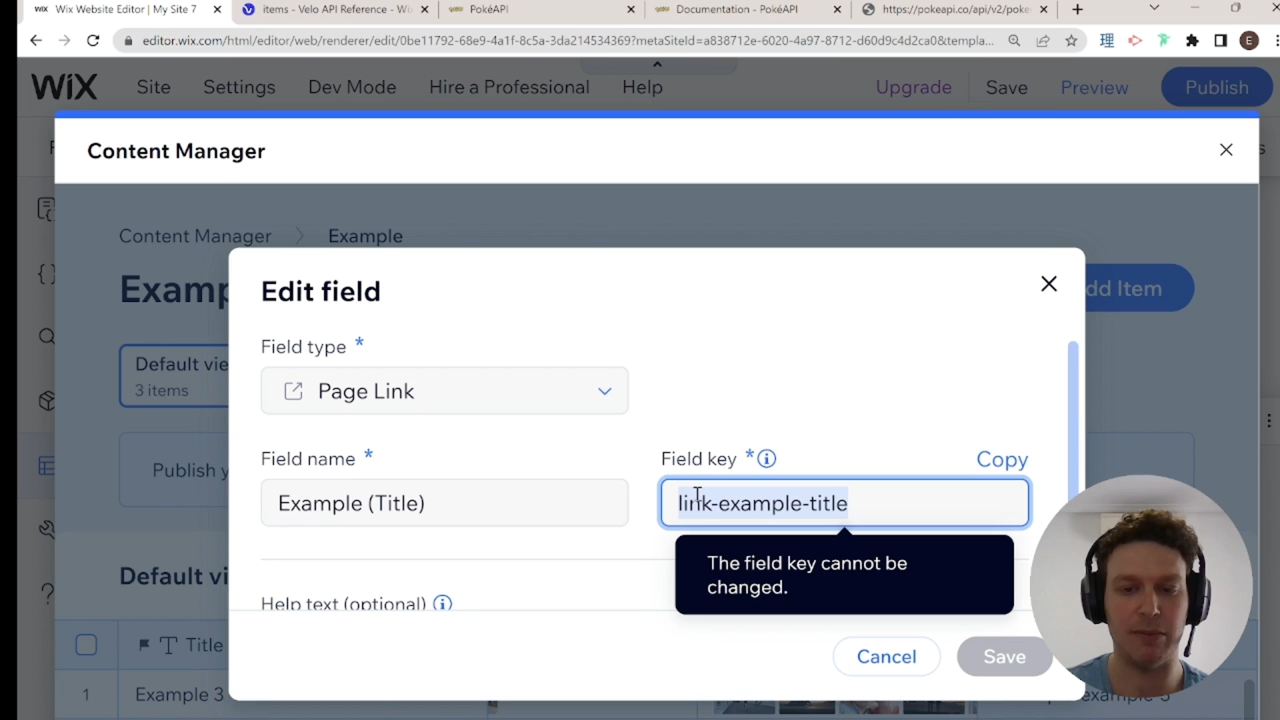 Wix Website Editor | My Site 7
items - Velo API Reference - Wi
PokéAPI
Documentation - PokéAPI
https://pokeapi.co/api/v2/poke
editor.wix.com/html/editor/web/renderer/edit/0be11792-68e9-4a1f-8c5a-3da214534369?metaSiteId=a838712e-6020-4a97-8712-d60d9c4d2ca0&templa...
E
WiX
Site
Settings
Dev Mode
Hire a Professional
Help
Upgrade
Save
Preview
Publish
Content Manager
Content Manager
Example
Examp
dd Item
Default vie
3 items
Publish y
Edit field
Field type *
Page Link
Field name *
Field key *
Copy
Example (Title)
link-example-title
The field key cannot be
changed.
Help text (optional)
Cancel
Save
Default vi
Title
1
Example 3